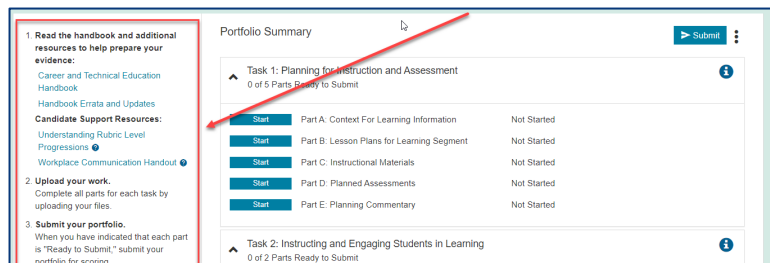 1. Read the handbook and additional
resources to help prepare your
evidence:
Career and Technical Education
Handbook
Handbook Errata and Updates
Candidate Support Resources:
Understanding Rubric Level
Progressions ?
Workplace Communication Handout ?
2. Upload your work.
Complete all parts for each task by
uploading your files.
3. Submit your portfolio.
When you have indicated that each part
is "Ready to Submit," submit your
portfolio for scoring
Portfolio Summary
Submit
Task 1: Planning for Instruction and Assessment
0 of 5 Parts Ready to Submit
Start Part A: Context For Learning Information Not Started
Start Part B: Lesson Plans for Learning Segment Not Started
Start Part C: Instructional Materials Not Started
Start Part D: Planned Assessments Not Started
Start Part E: Planning Commentary Not Started
Task 2: Instructing and Engaging Students in Learning
0 of 2 Parts Ready to Submit